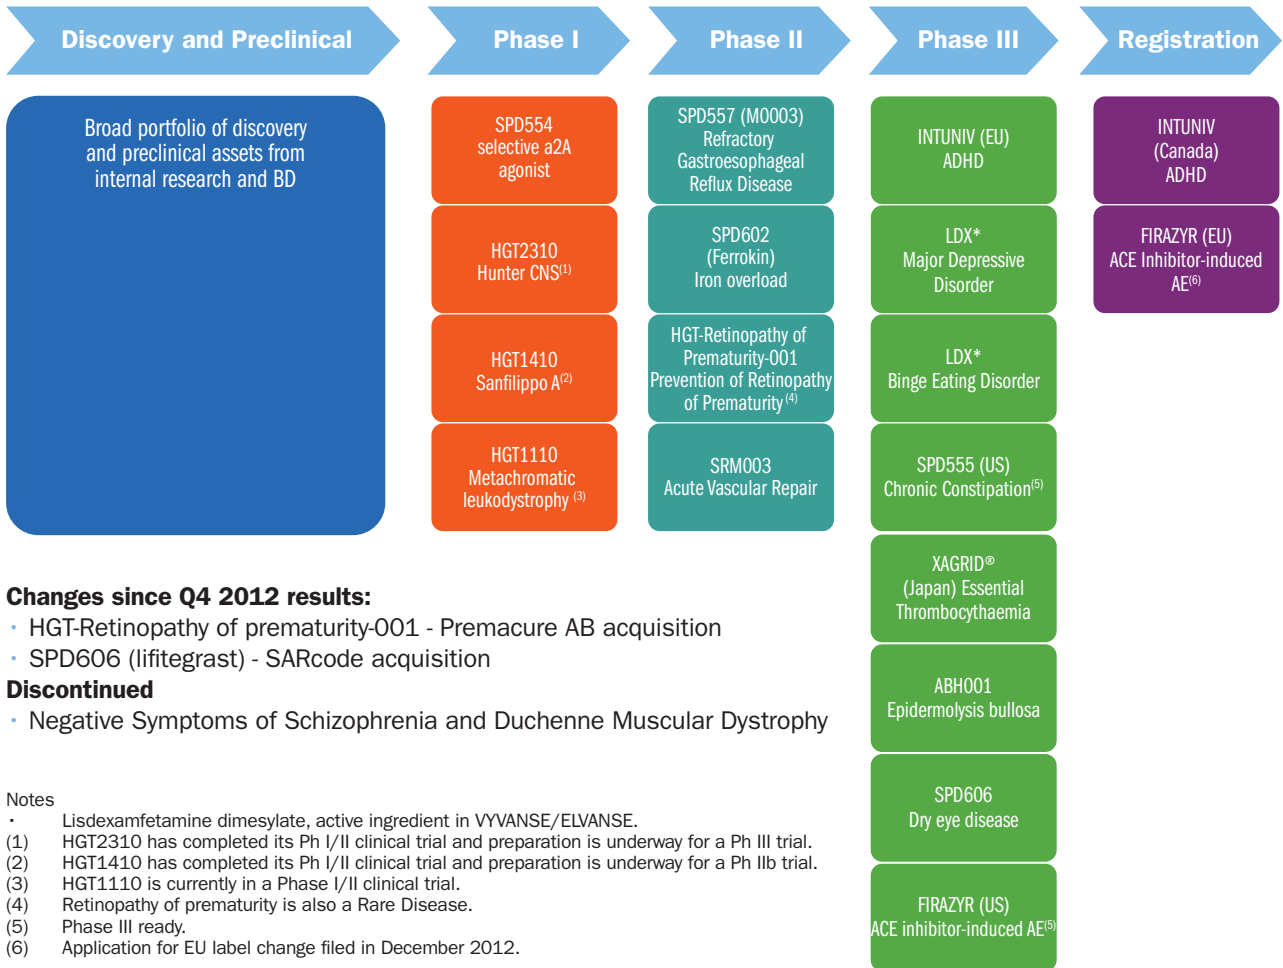 Discovery and Preclinical
Phase I
Phase II
Phase III
Registration
Broad portfolio of discovery
and preclinical assets from
internal research and BD
SPD554
selective a2A
agonist
HGT2310
Hunter CNS(1)
HGT1410
Sanfilippo A(2)
HGT1110
Metachromatic
leukodystrophy (3)
SPD557 (M0003)
Refractory
Gastroesophageal
Reflux Disease
SPD602
(Ferrokin)
Iron overload
HGT-Retinopathy of
Prematurity-001
Prevention of Retinopathy
of Prematurity (4)
SRM003
Acute Vascular Repair
INTUNIV (EU)
ADHD
LDX*
Major Depressive
Disorder
LDX*
Binge Eating Disorder
SPD555 (US)
Chronic Constipation(5)
XAGRID®
(Japan) Essential
Thrombocythaemia
ABH001
Epidermolysis bullosa
SPD606
Dry eye disease
FIRAZYR (US)
ACE inhibitor-induced AE(5)
INTUNIV
(Canada)
ADHD
FIRAZYR (EU)
ACE Inhibitor-induced
AE(6)
Changes since Q4 2012 results:
· HGT-Retinopathy of prematurity-001 - Premacure AB acquisition
· SPD606 (lifitegrast) - SARcode acquisition
Discontinued
· Negative Symptoms of Schizophrenia and Duchenne Muscular Dystrophy
Notes
· Lisdexamfetamine dimesylate, active ingredient in VYVANSE/ELVANSE.
(1) HGT2310 has completed its Ph I/II clinical trial and preparation is underway for a Ph III trial.
(2) HGT1410 has completed its Ph I/II clinical trial and preparation is underway for a Ph IIb trial.
(3) HGT1110 is currently in a Phase I/II clinical trial.
(4) Retinopathy of prematurity is also a Rare Disease.
(5) Phase III ready.
(6) Application for EU label change filed in December 2012.